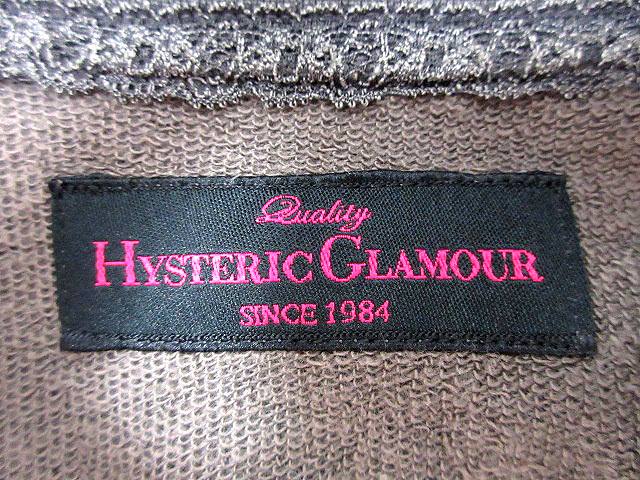 Quality
HYSTERIC GLAMOUR
SINCE 1984